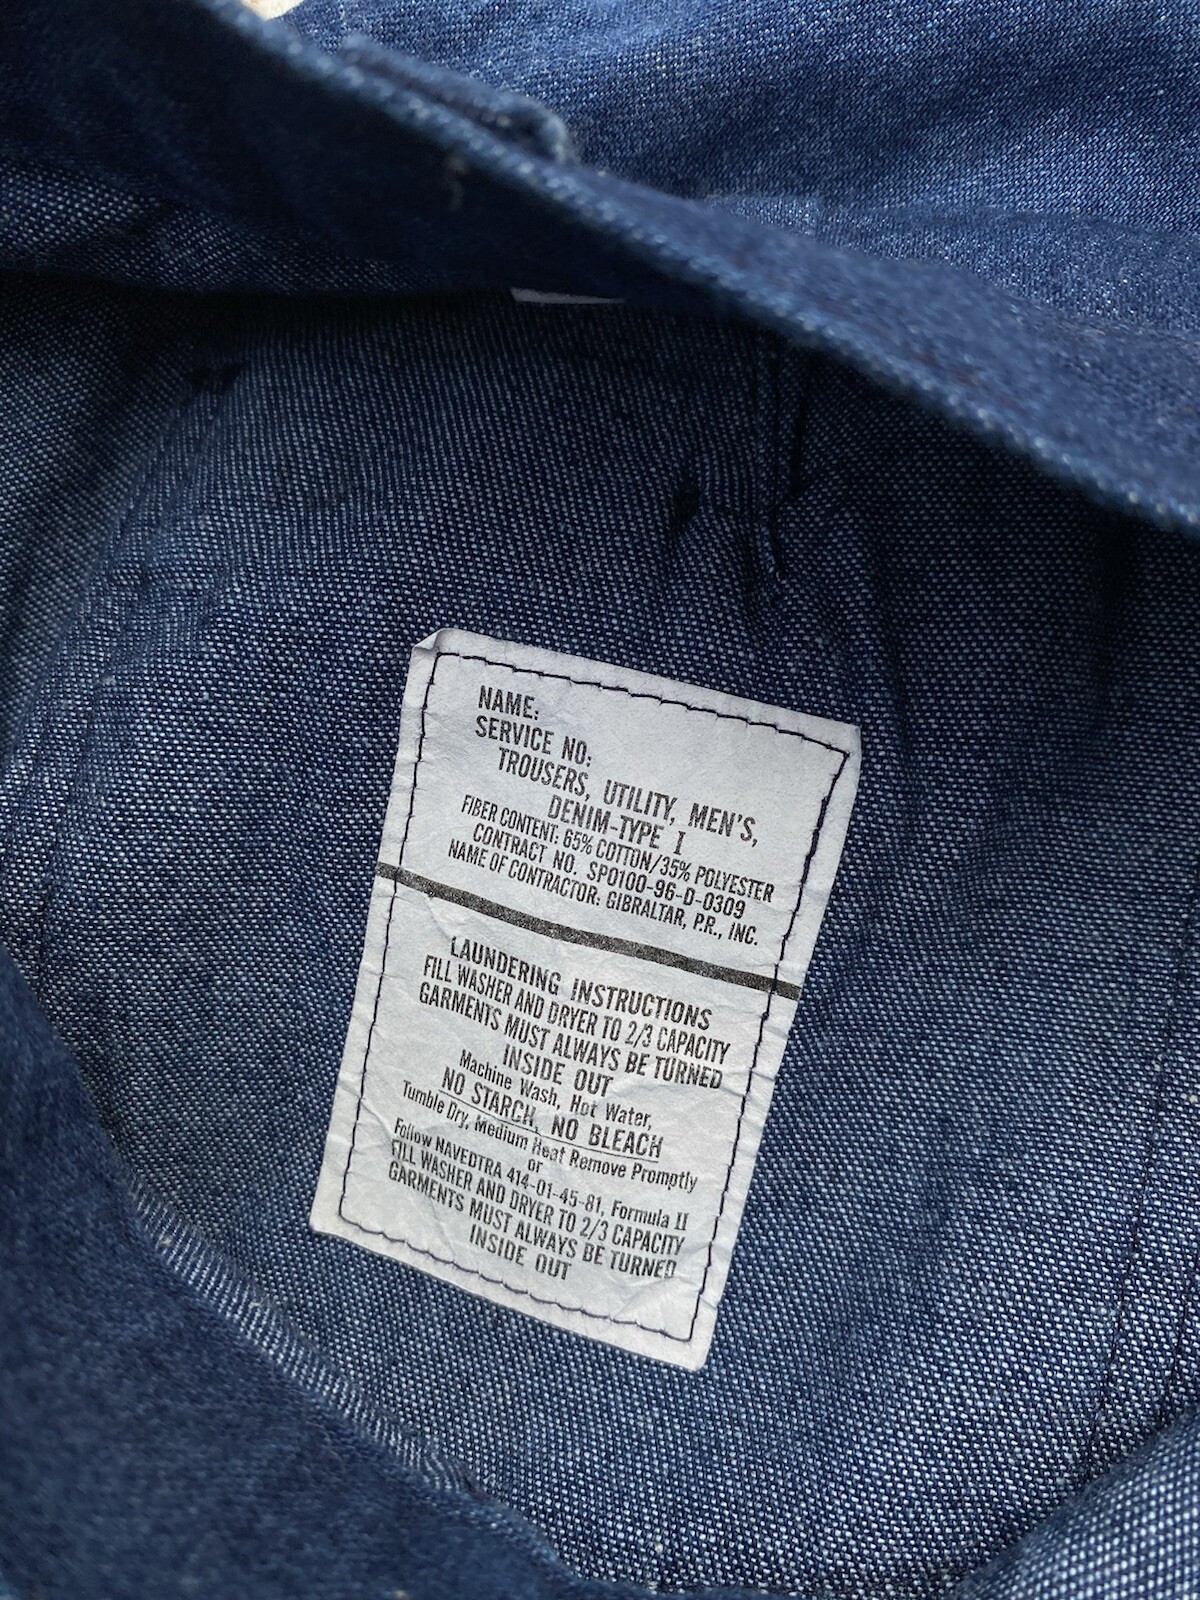 NAME:
SERVICE NO:
TROUSERS, UTILITY, MEN'S,
DENIM-TYPE I
FIBER CONTENT: 65% COTTON/35% POLYESTER
CONTRACT NO. SPO100-96-D-0309
NAME OF CONTRACTOR: GIBRALTAR, P.R., INC.
LAUNDERING INSTRUCTIONS
FILL WASHER AND DRYER TO 2/3 CAPACITY
GARMENTS MUST ALWAYS BE TURNED
INSIDE OUT
Machine Wash, Hot Water,
NO STARCH, NO BLEACH
Tumble Dry, Medium Heat Remove Promptly
or
Follow NAVEDTRA 414-01-45-81, Formula II
FILL WASHER AND DRYER TO 2/3 CAPACITY
GARMENTS MUST ALWAYS BE TURNED
INSIDE OUT